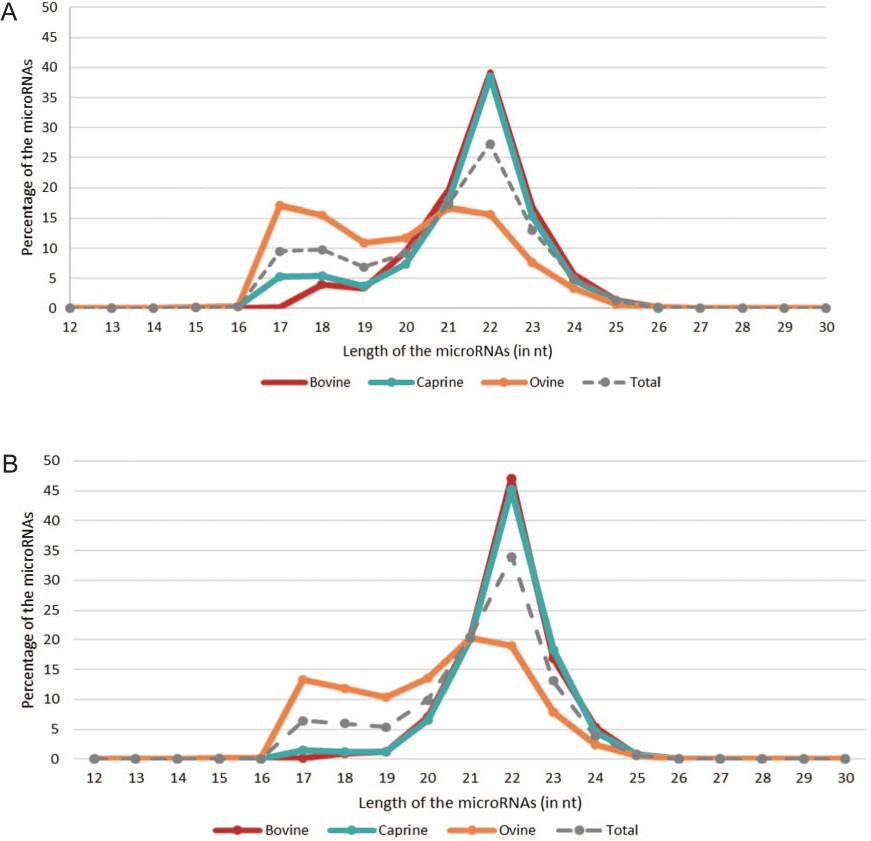 A
50
45
40
35
30
25
20
15
10
5
0
Percentage of the microRNAs
12 13 14 15 16 17 18 19 20 21 22 23 24 25 26 27 28 29 30
Length of the microRNAs (in nt)
Bovine Caprine Ovine Total
B
50
45
40
35
30
25
20
15
10
5
0
Percentage of the microRNAs
12 13 14 15 16 17 18 19 20 21 22 23 24 25 26 27 28 29 30
Length of the microRNAs (in nt)
Bovine Caprine Ovine Total